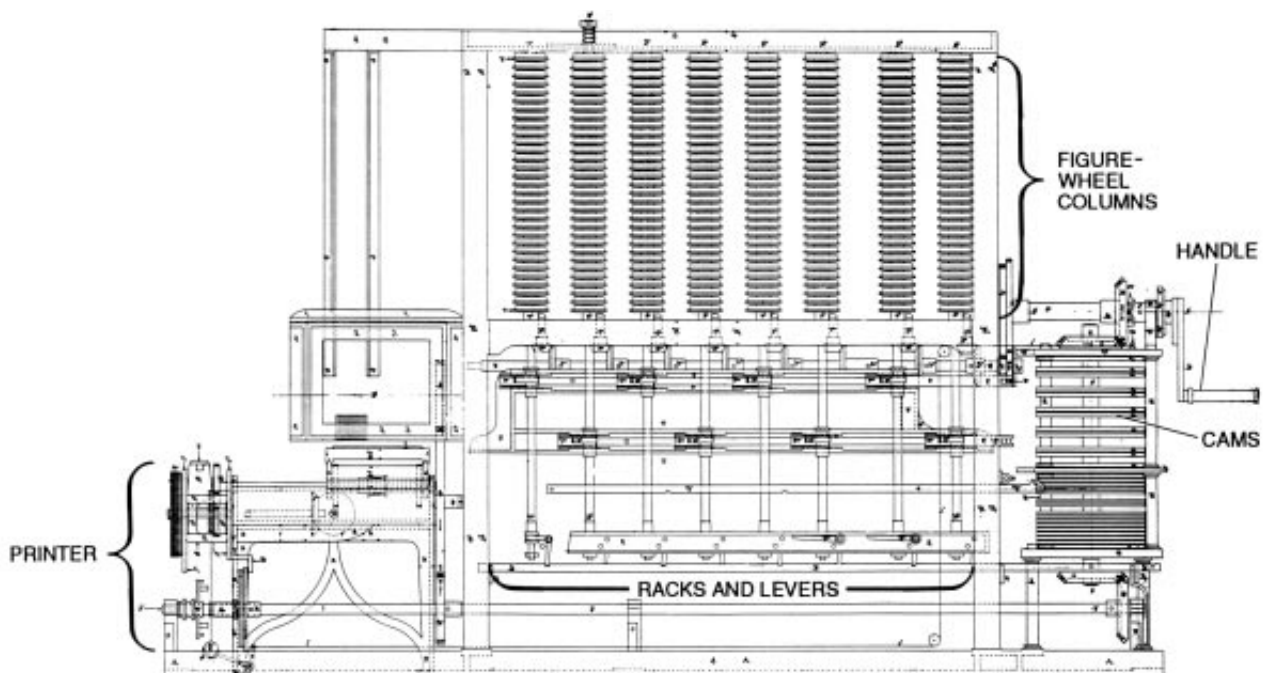 FIGURE-
WHEEL
COLUMNS
HANDLE
CAMS
PRINTER
RACKS AND LEVERS